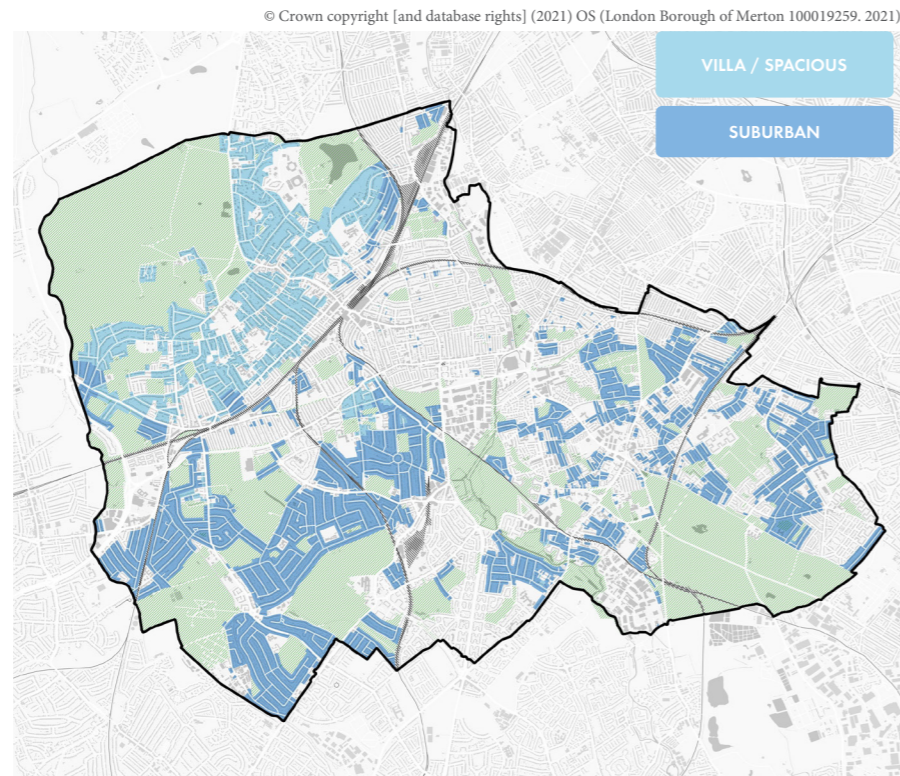 © Crown copyright [and database rights] (2021) OS (London Borough of Merton 100019259. 2021)
VILLA / SPACIOUS
SUBURBAN